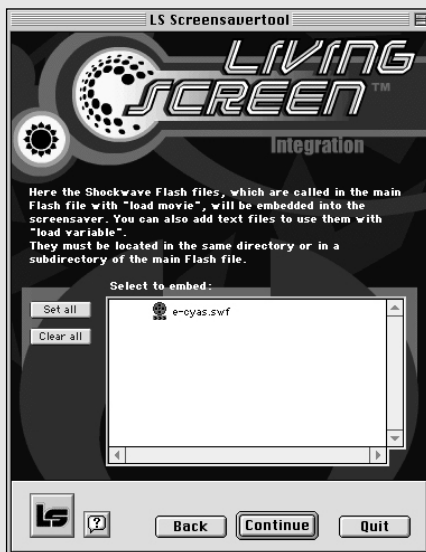 LS Screensavertool
LIVING
SCREEN™
Integration
Here the Shockwave Flash files, which are called in the main
Flash file with "load movie", will be embedded into the
screensaver. You can also add text files to use them with
"load variable".
They must be located in the same directory or in a
subdirectory of the main Flash file.
Select to embed:
Set all
e-cyas.swf
Clear all
LS
?
Back
Continue
Quit